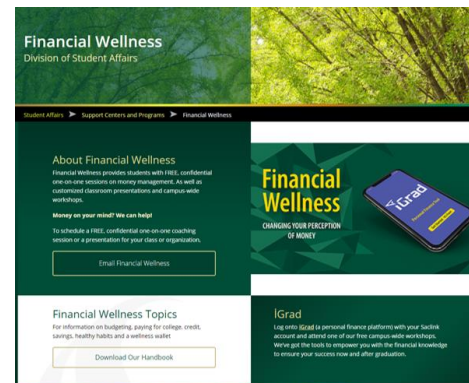 Financial Wellness
Division of Student Affairs
Student Affairs ➤ Support Centers and Programs ➤ Financial Wellness
About Financial Wellness
Financial Wellness provides students with FREE, confidential
one-on-one sessions on money management. As well as
customized classroom presentations and campus-wide
workshops.
Money on your mind? We can help!
To schedule a FREE, confidential one-on-one coaching
session or a presentation for your class or organization.
Email Financial Wellness
Financial
Wellness
CHANGING YOUR PERCEPTION
OF MONEY
iGrad
Financial Wellness Topics
For information on budgeting, paying for college, credit,
savings, healthy habits and a wellness wallet
Download Our Handbook
İGrad
Log onto iGrad (a personal finance platform) with your Saclink
account and attend one of our free campus-wide workshops.
We've got the tools to empower you with the financial knowledge
to ensure your success now and after graduation.